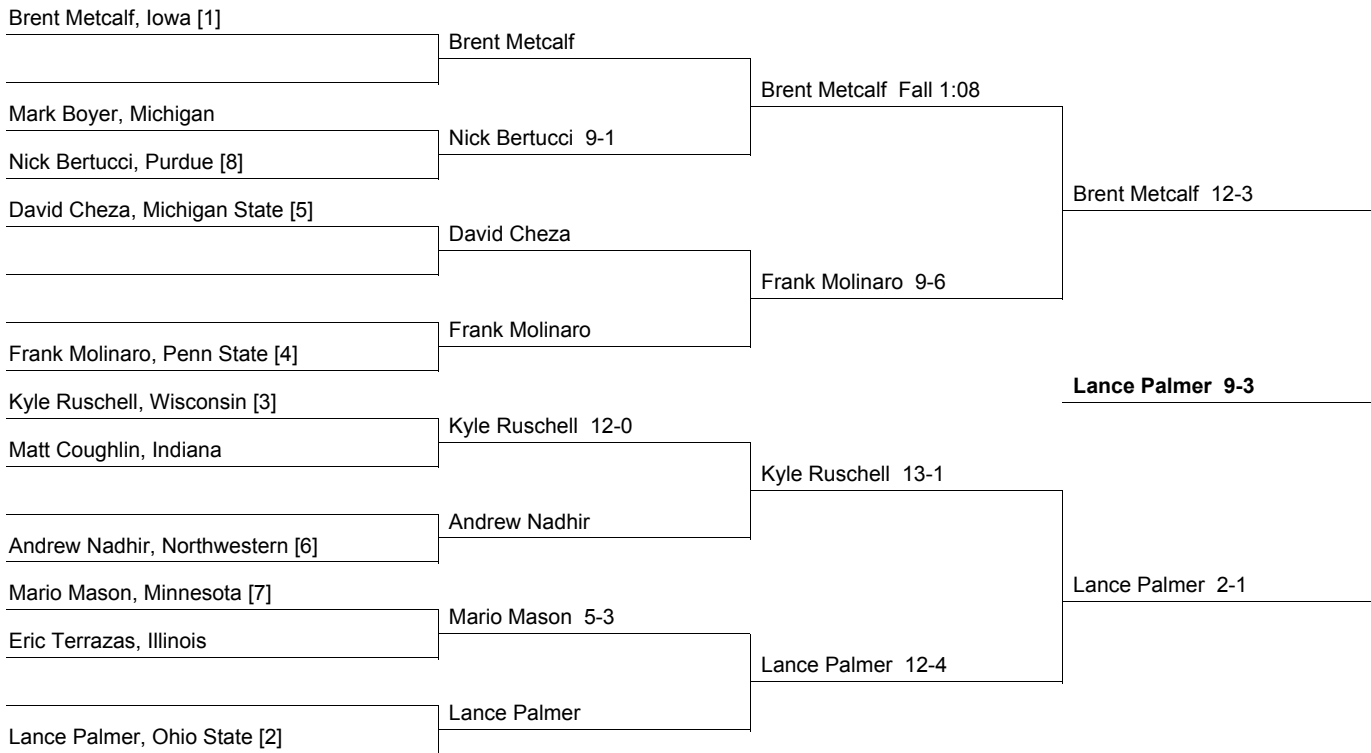 Brent Metcalf, Iowa [1]
Brent Metcalf
Brent Metcalf  Fall 1:08
Mark Boyer, Michigan
Nick Bertucci  9-1
Nick Bertucci, Purdue [8]
Brent Metcalf  12-3
David Cheza, Michigan State [5]
David Cheza
Frank Molinaro  9-6
Frank Molinaro
Frank Molinaro, Penn State [4]
Lance Palmer  9-3
Kyle Ruschell, Wisconsin [3]
Kyle Ruschell  12-0
Matt Coughlin, Indiana
Kyle Ruschell  13-1
Andrew Nadhir
Andrew Nadhir, Northwestern [6]
Lance Palmer  2-1
Mario Mason, Minnesota [7]
Mario Mason  5-3
Eric Terrazas, Illinois
Lance Palmer  12-4
Lance Palmer
Lance Palmer, Ohio State [2]